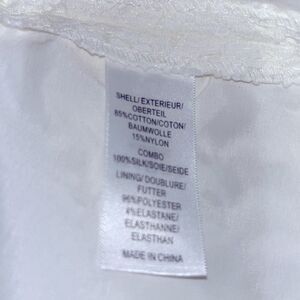 SHELL/ EXTERIEUR/
OBERTEIL
85%COTTON/COTON/
BAUMWOLLE
15%NYLON
COMBO
100%SILK/SOIE/SEIDE
LINING/DOUBLURE/
FUTTER
96%POLYESTER
4%ELASTANE/
ELASTHANNE/
ELASTHAN
MADE IN CHINA